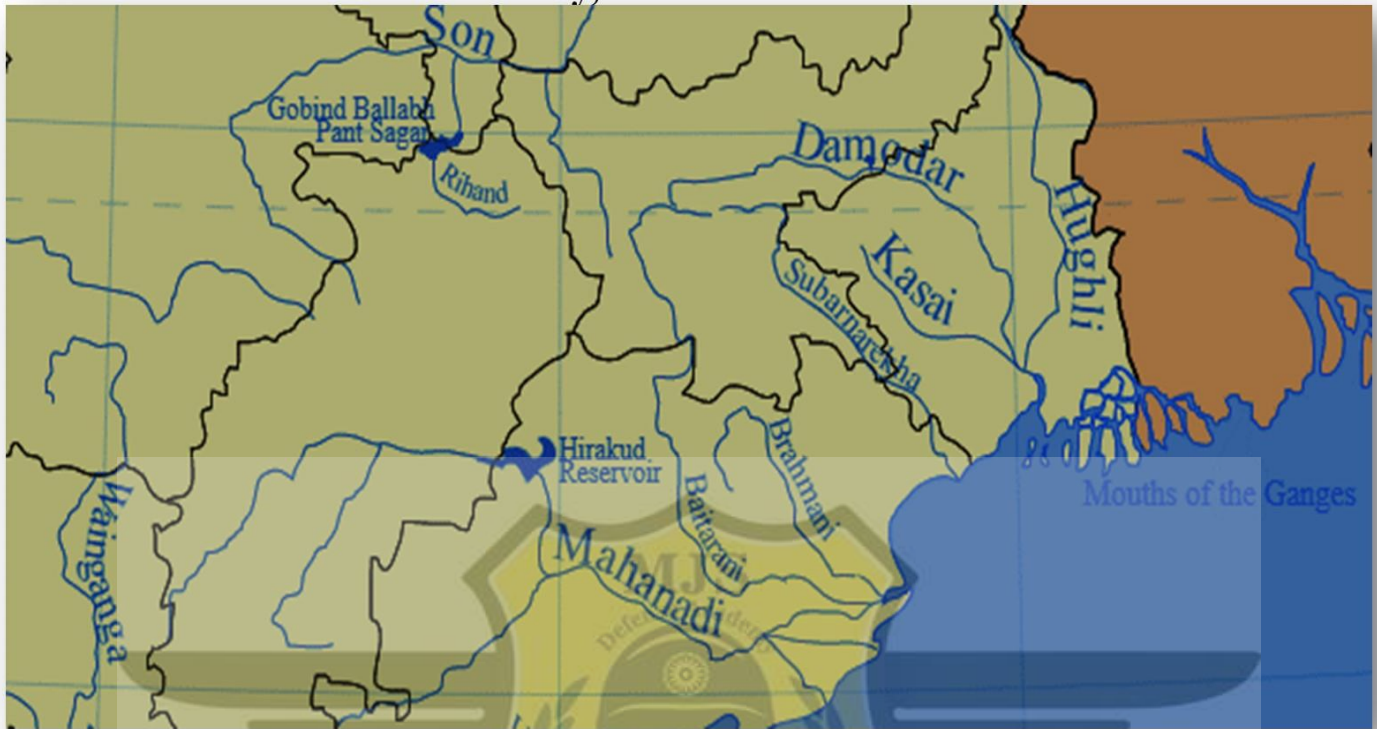 Son
Gobind Ballabh
Pant Sagar
Rihand
Damodar
Hughli
Kasai
Subarnarekha
Hirakud
Reservoir
Brahmani
Baitarani
Mahanadi
Wainganga
Mouths of the Ganges
MJS